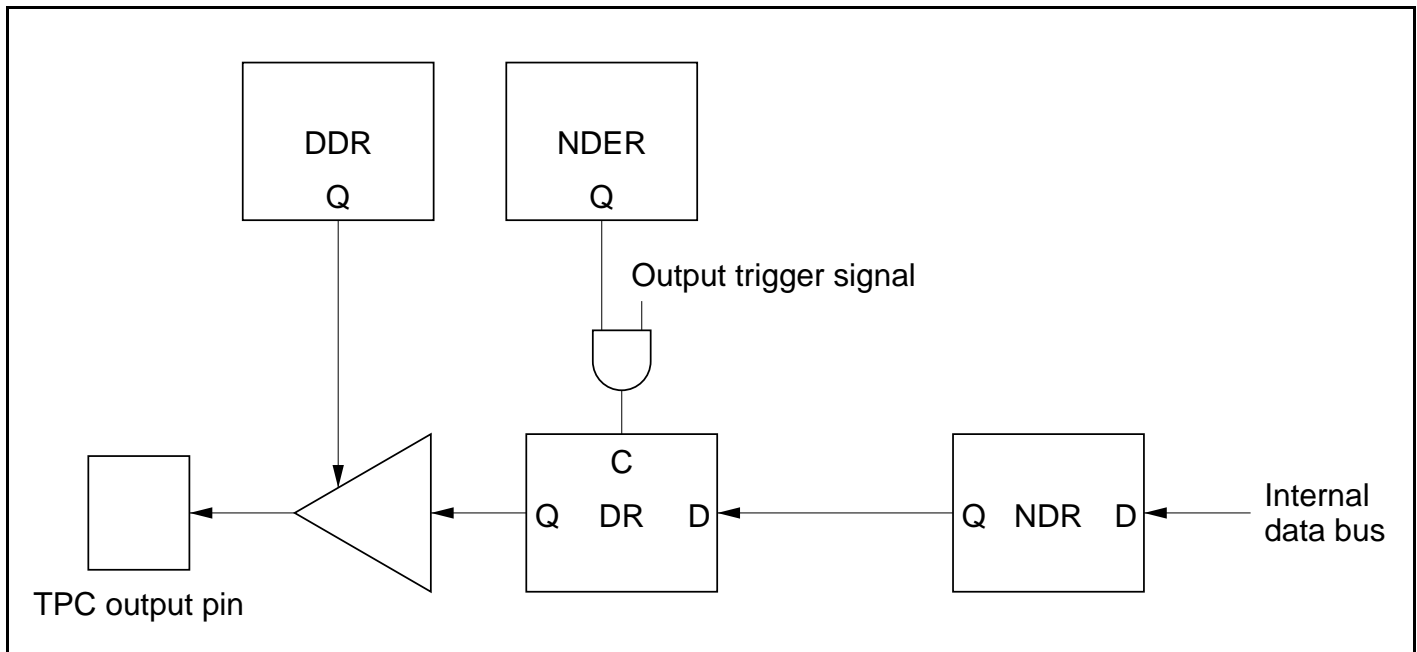 DDR
Q
NDER
Q
Output trigger signal
C
Q DR D
Q NDR D
Internal
data bus
TPC output pin